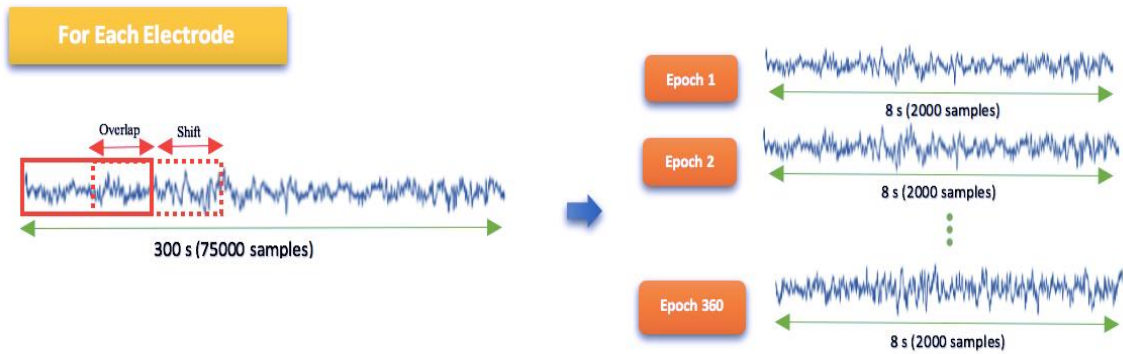 For Each Electrode
Overlap
Shift
300 s (75000 samples)
Epoch 1
8 s (2000 samples)
Epoch 2
8 s (2000 samples)
Epoch 360
8 s (2000 samples)